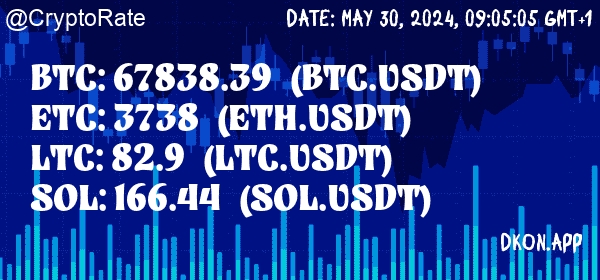 @CryptoRate
DATE: MAY 30, 2024, 09:05:05 GMT+1
BTC: 67838.39 (BTC.USDT)
ETC: 3738 (ETH.USDT)
LTC: 82.9 (LTC.USDT)
SOL: 166.44 (SOL.USDT)
DKON.APP